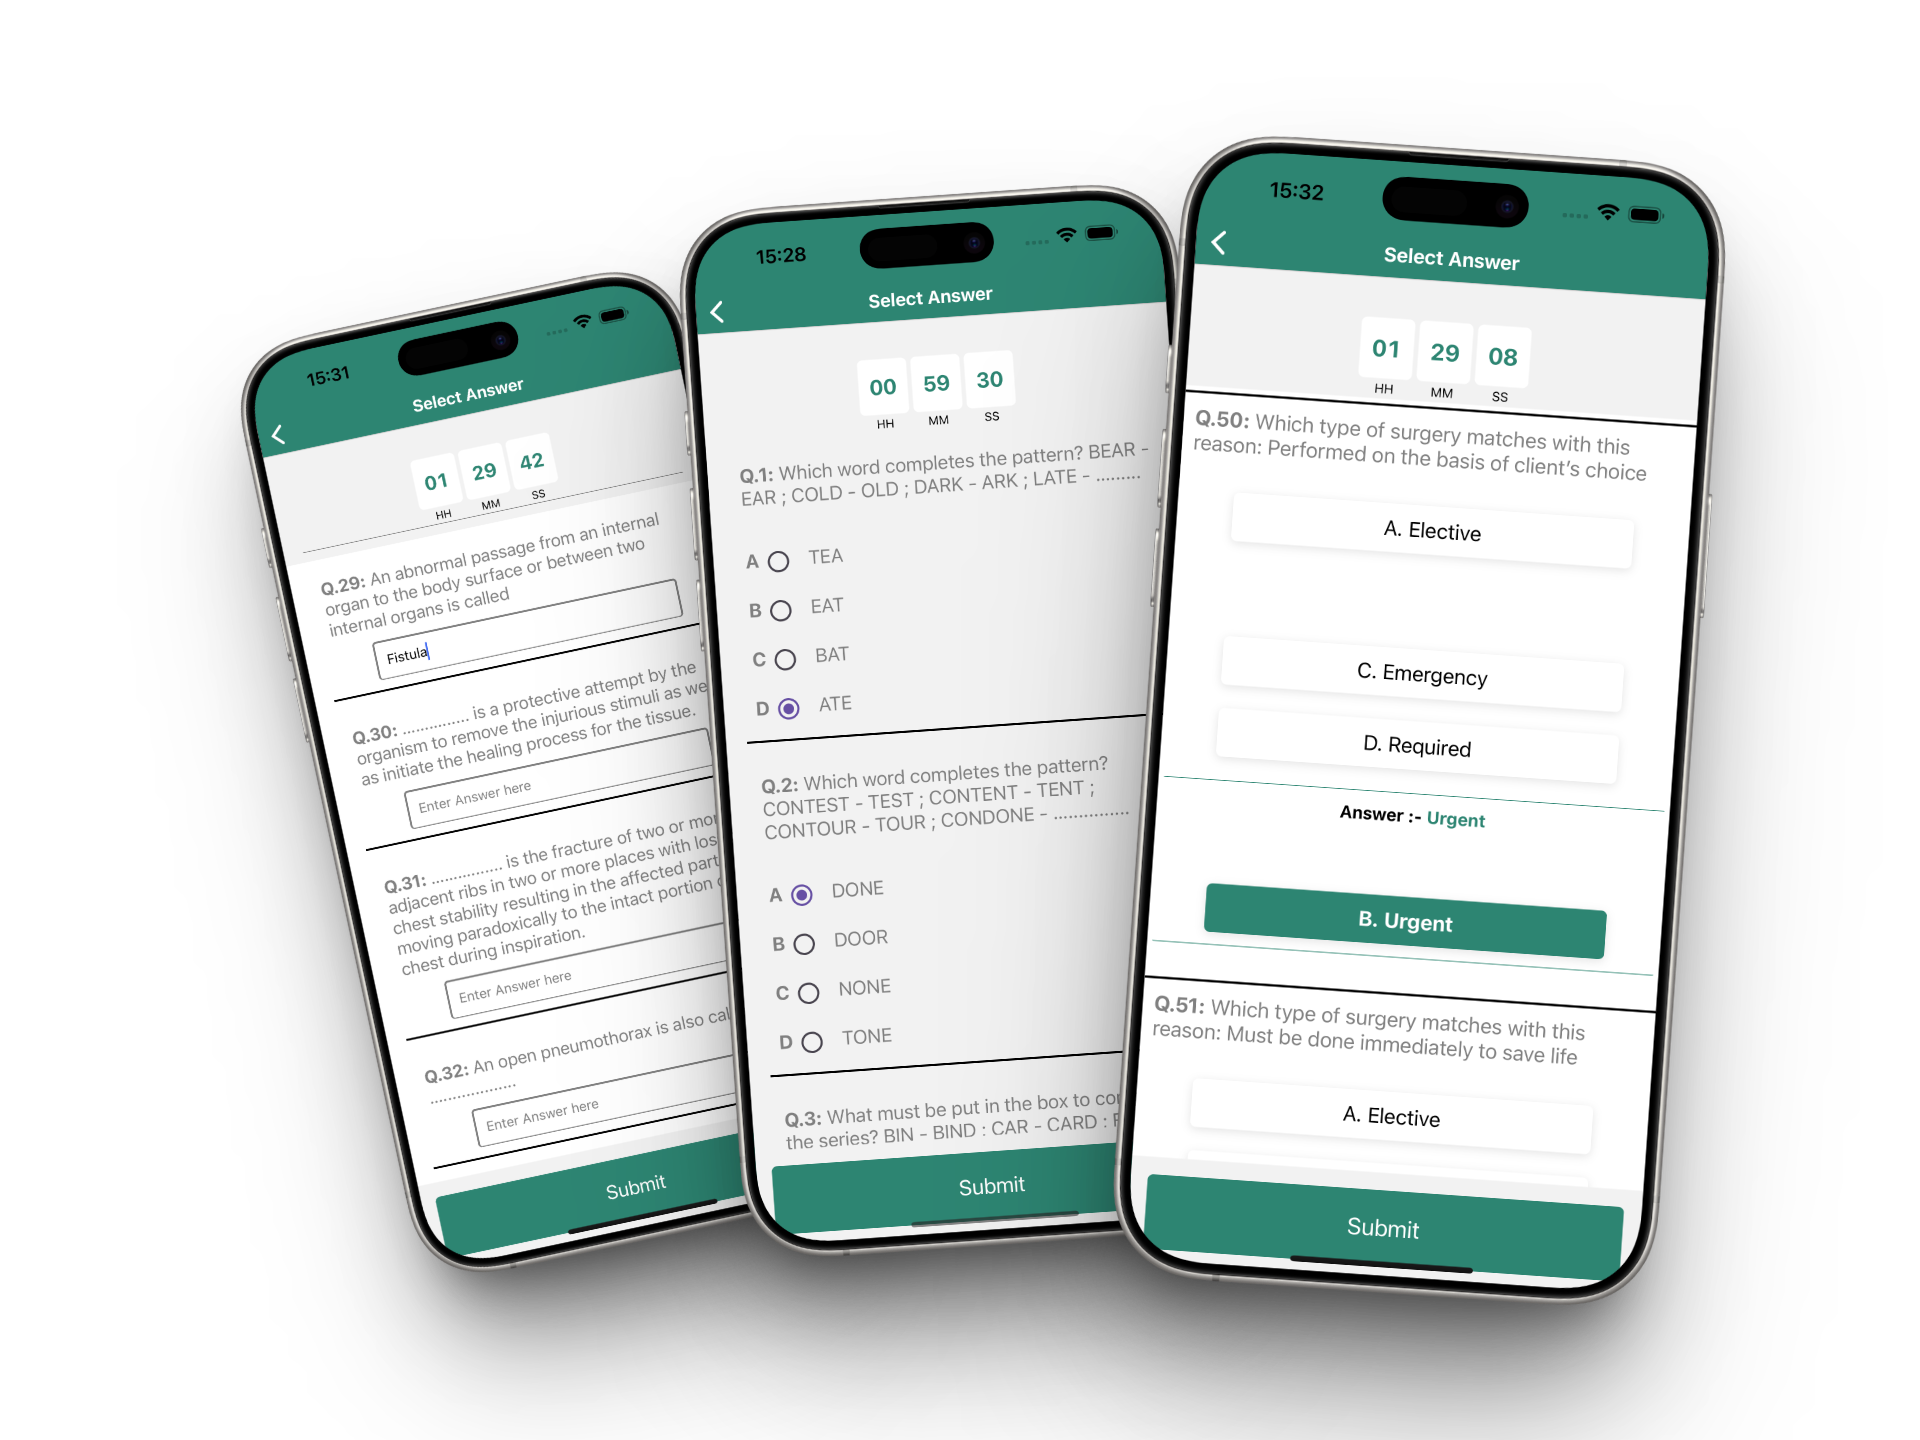 15:31
Select Answer
01 29 42
HH MM SS
Q.29: An abnormal passage from an internal
organ to the body surface or between two
internal organs is called
Fistula
Q.30: ............... is a protective attempt by the
organism to remove the injurious stimuli as we
as initiate the healing process for the tissue.
Enter Answer here
Q.31: ................ is the fracture of two or mo
adjacent ribs in two or more places with los
chest stability resulting in the affected part
moving paradoxically to the intact portion
chest during inspiration.
Enter Answer here
Q.32: An open pneumothorax is also cal
...................
Enter Answer here
Submit
15:28
Select Answer
00 59 30
HH MM SS
Q.1: Which word completes the pattern? BEAR -
EAR ; COLD - OLD ; DARK - ARK ; LATE - .........
A TEA
B EAT
C BAT
D ATE
Q.2: Which word completes the pattern?
CONTEST - TEST ; CONTENT - TENT ;
CONTOUR - TOUR ; CONDONE - ...............
A DONE
B DOOR
C NONE
D TONE
Q.3: What must be put in the box to co
the series? BIN - BIND : CAR - CARD :
Submit
15:32
Select Answer
01 29 08
HH MM SS
Q.50: Which type of surgery matches with this
reason: Performed on the basis of client's choice
A. Elective
C. Emergency
D. Required
Answer :- Urgent
B. Urgent
Q.51: Which type of surgery matches with this
reason: Must be done immediately to save life
A. Elective
Submit